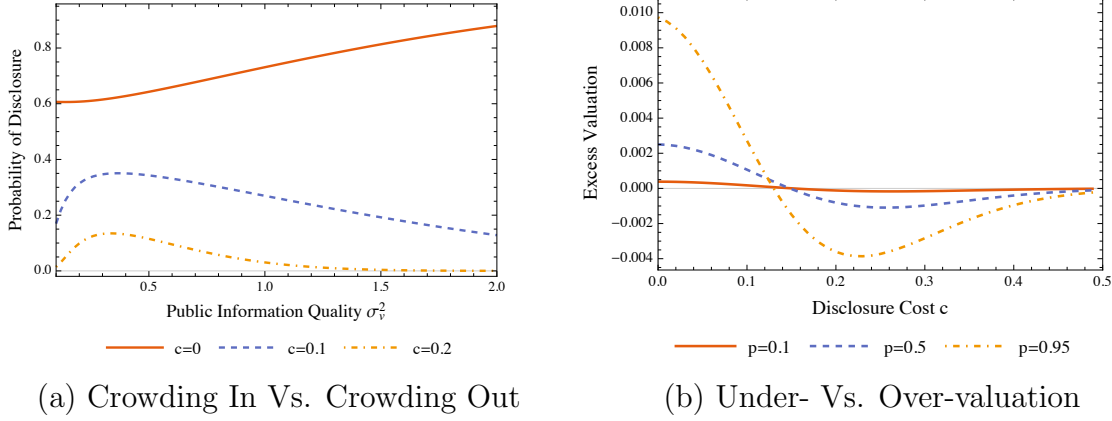 Probability of Disclosure
0.8
0.6
0.4
0.2
0.0
0.5
1.0
1.5
2.0
Public Information Quality σ_v^2
c=0
c=0.1
c=0.2
(a) Crowding In Vs. Crowding Out
Excess Valuation
0.010
0.008
0.006
0.004
0.002
0.000
−0.002
−0.004
0.0
0.1
0.2
0.3
0.4
0.5
Disclosure Cost c
p=0.1
p=0.5
p=0.95
(b) Under- Vs. Over-valuation